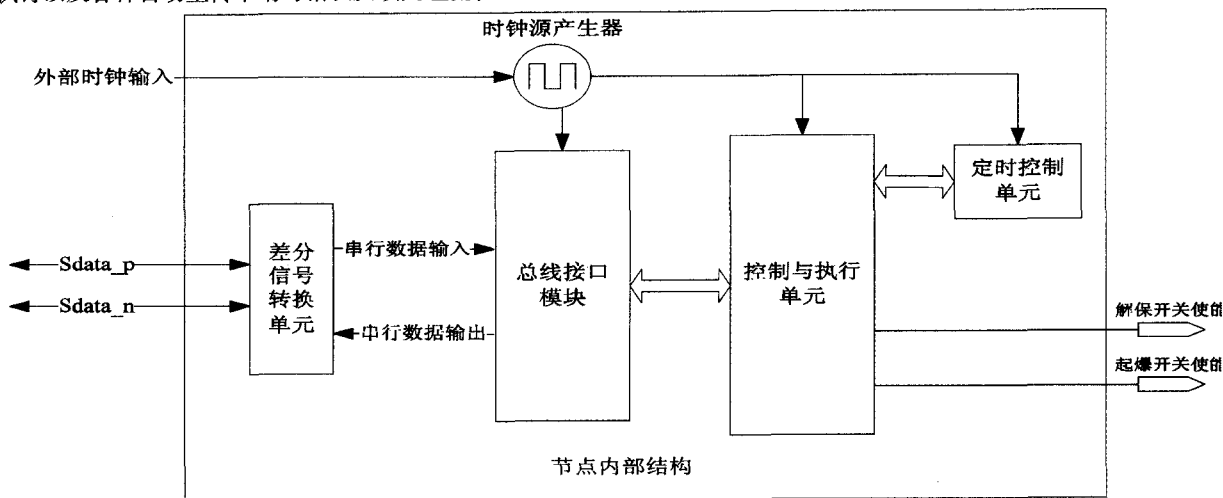 时钟源产生器
外部时钟输入
定时控制
单元
差分
信号
转换
单元
串行数据输入
Sdata_p
Sdata_n
总线接口
模块
控制与执行
单元
串行数据输出
解保开关使能
起爆开关使能
节点内部结构